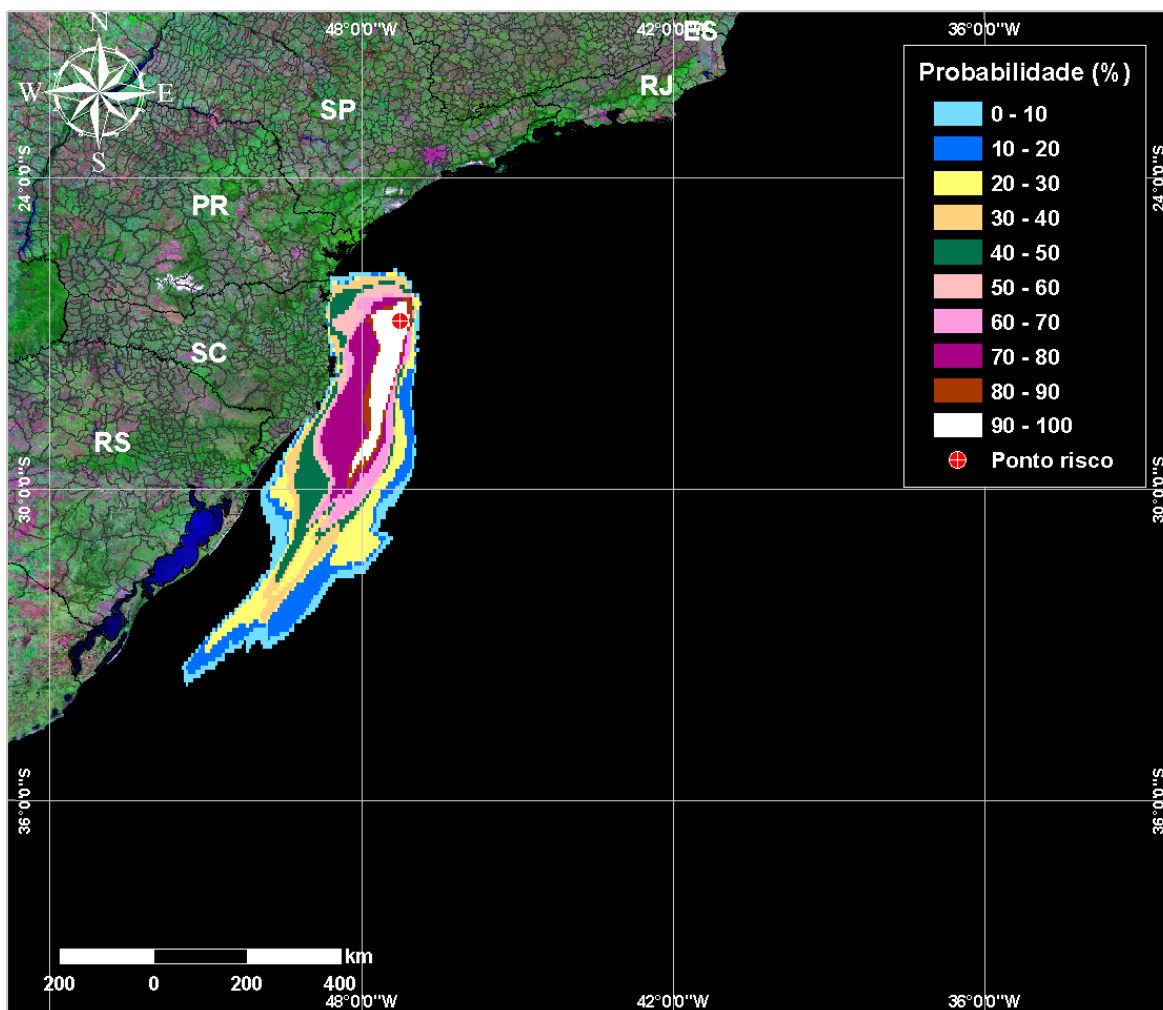 48°0'0"W 42°0'0"W 36°0'0"W
N
W E
S
ES
RJ
SP
PR
SC
RS
Probabilidade (%)
0 - 10
10 - 20
20 - 30
30 - 40
40 - 50
50 - 60
60 - 70
70 - 80
80 - 90
90 - 100
Ponto risco
24°0'0"S 24°0'0"S
30°0'0"S 30°0'0"S
36°0'0"S 36°0'0"S
km
200 0 200 400
48°0'0"W 42°0'0"W 36°0'0"W